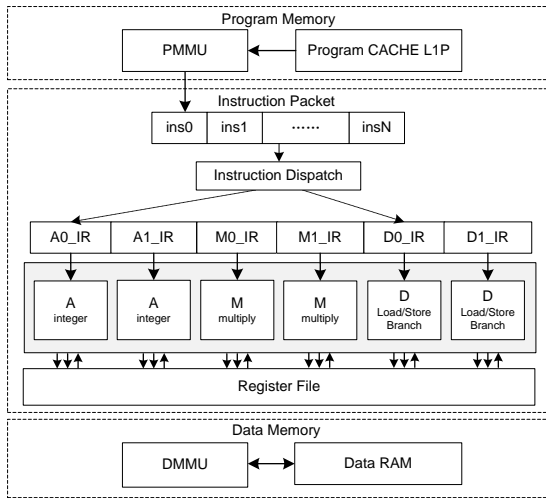 Program Memory
PMMU
Program CACHE L1P
Instruction Packet
ins0 ins1 ...... insN
Instruction Dispatch
A0_IR A1_IR M0_IR M1_IR D0_IR D1_IR
A A M M D D
integer integer multiply multiply Load/Store Load/Store
Branch Branch
Register File
Data Memory
DMMU
Data RAM